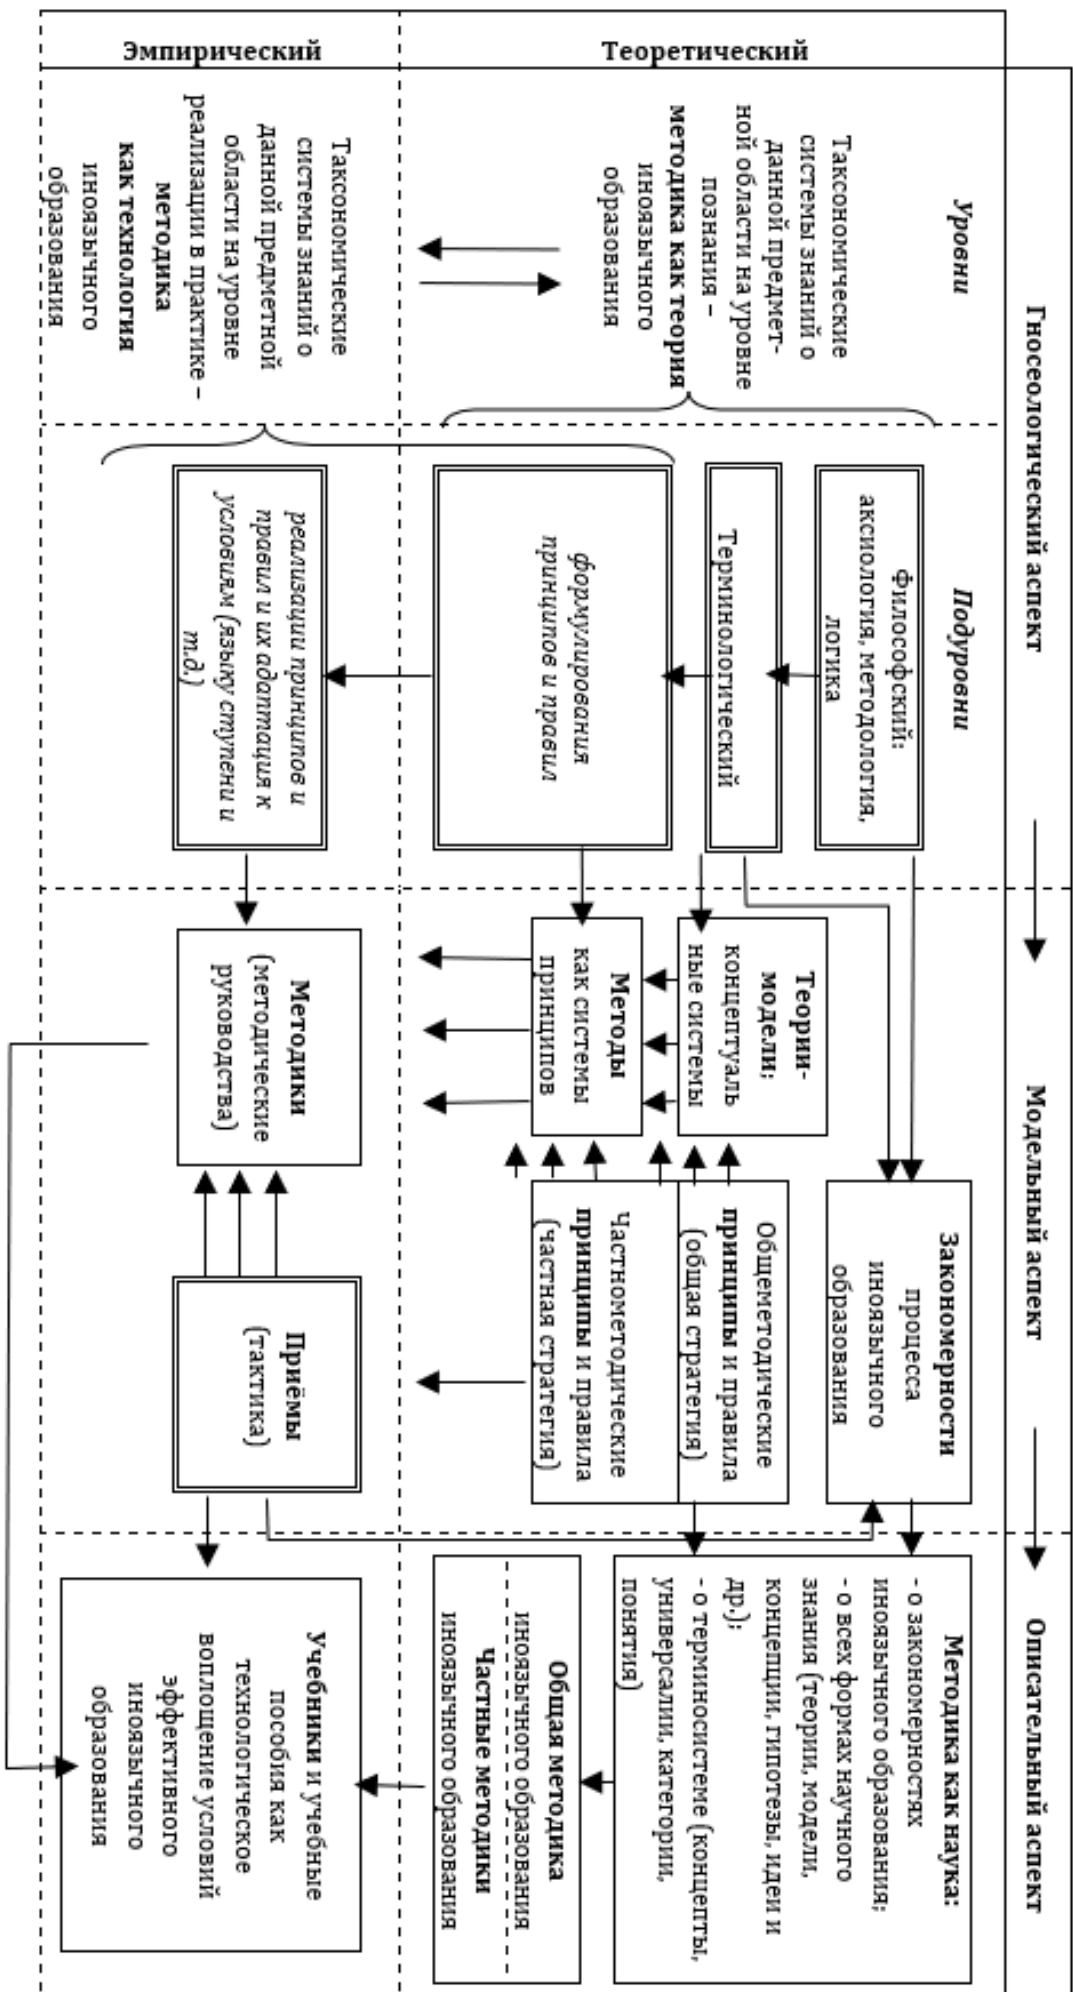 Гносеологический аспект
Модельный аспект
Описательный аспект
Уровни
Подуровни
Теоретический
Таксономические
системы знаний о
данной предмет-
ной области на уровне
познания –
методика как теория
иноязычного
образования
Философский:
аксиология, методология,
логика
Терминологический
формулирования
принципов и правил
Закономерности
процесса
иноязычного
образования
Теории-
модели;
концептуаль
ные системы
Методы
как системы
принципов
Общеметодические
принципы и правила
(общая стратегия)
Частнометодические
принципы и правила
(частная стратегия)
Методика как наука:
- о закономерностях
иноязычного образования;
- о всех формах научного
знания (теории, модели,
концепции, гипотезы, идеи и
др.);
- о терминосистеме (концепты,
универсалии, категории,
понятия)
Общая методика
иноязычного образования
Частные методики
иноязычного образования
Эмпирический
Таксономические
системы знаний о
данной предметной
области на уровне
реализации в практике –
методика
как технология
иноязычного
образования
реализации принципов и
правил и их адаптация к
условиям (языку ступени и
т.д.)
Методики
(методические
руководства)
Приёмы
(тактика)
Учебники и учебные
пособия как
технологическое
воплощение условий
эффективного
иноязычного
образования